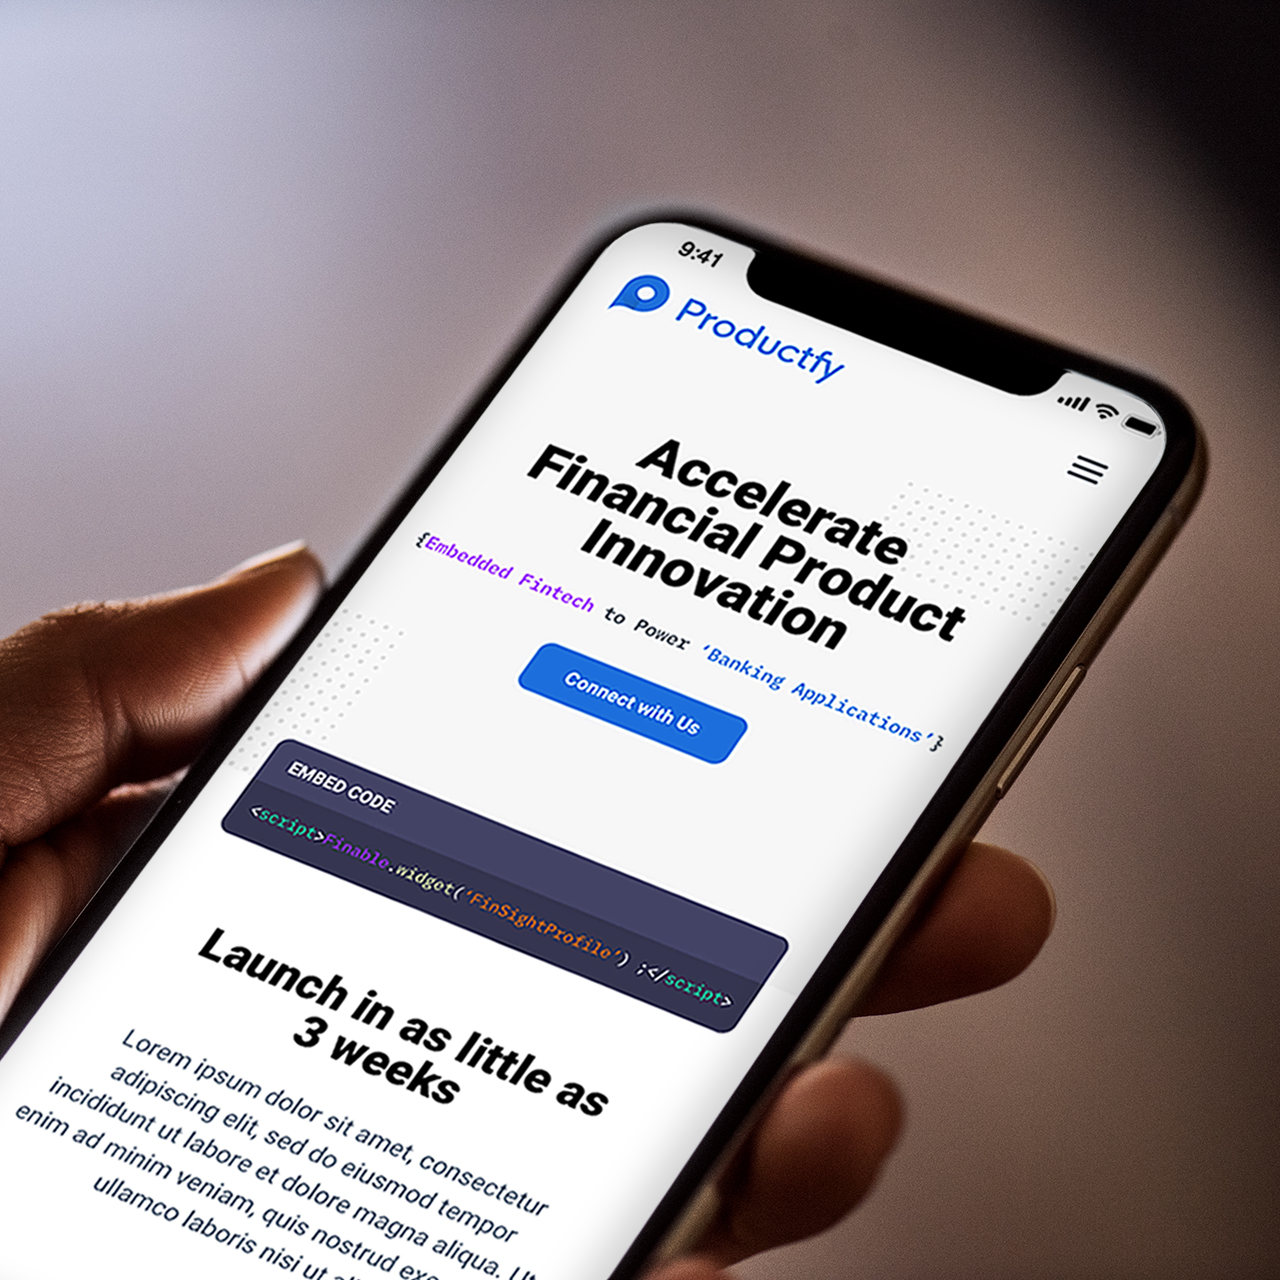 9:41
Productfy
Accelerate
Financial Product
Innovation
{Embedded Fintech to Power ‘Banking Applications’}
Connect with Us
EMBED CODE
<script>Finable.widget(‘FinSightProfile’) ;</script>
Launch in as little as
3 weeks
Lorem ipsum dolor sit amet, consectetur
adipiscing elit, sed do eiusmod tempor
incididunt ut labore et dolore magna aliqua. Ut
enim ad minim veniam, quis nostrud
ullamco laboris nisi ut